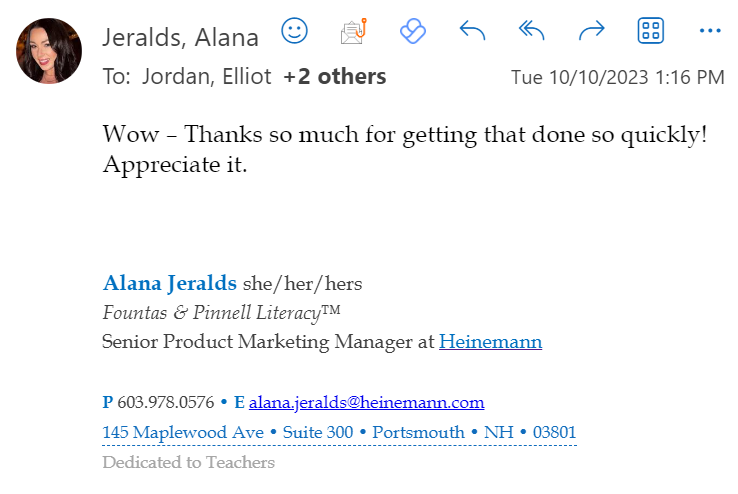 Jeralds, Alana
To: Jordan, Elliot +2 others
Tue 10/10/2023 1:16 PM
Wow – Thanks so much for getting that done so quickly!
Appreciate it.
Alana Jeralds she/her/hers
Fountas & Pinnell Literacy™
Senior Product Marketing Manager at Heinemann
P 603.978.0576 • E alana.jeralds@heinemann.com
145 Maplewood Ave • Suite 300 • Portsmouth • NH • 03801
Dedicated to Teachers